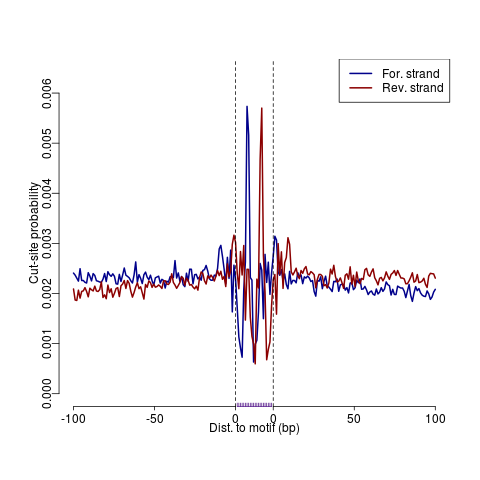 For. strand
Rev. strand
Cut-site probability
0.006
0.005
0.004
0.003
0.002
0.001
0.000
-100 -50 0 0 50 100
Dist. to motif (bp)